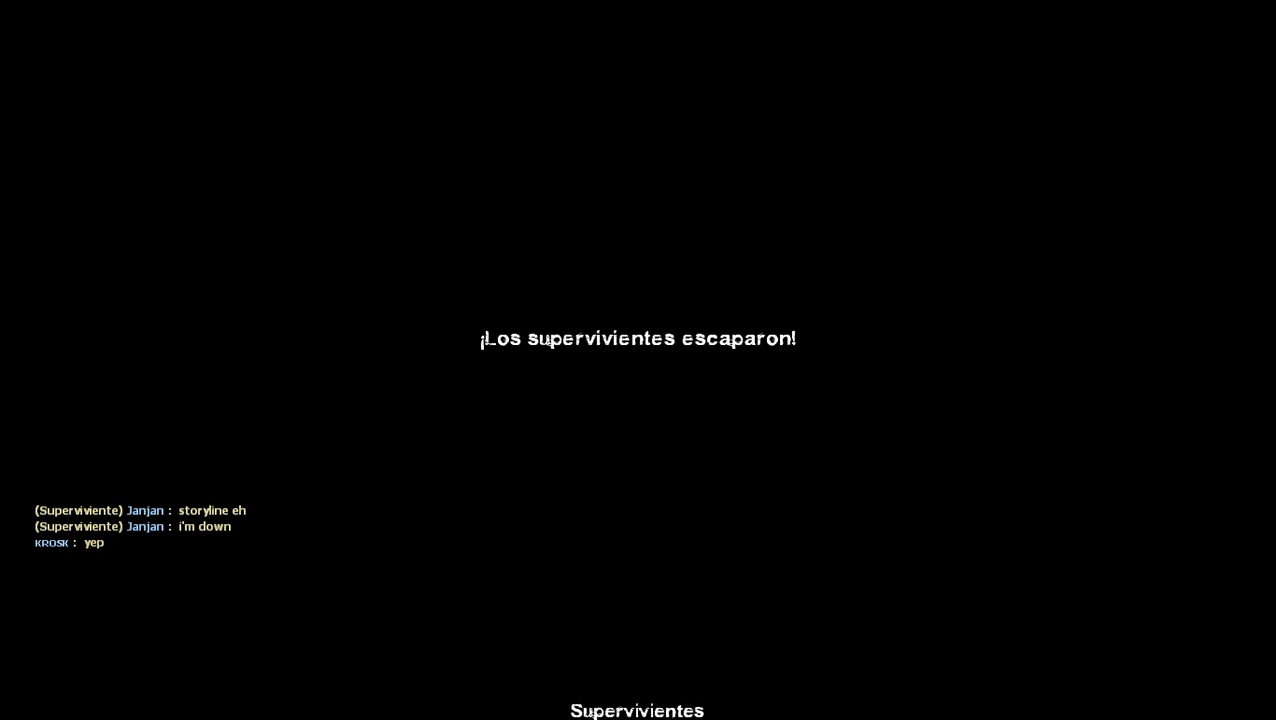 ¡Los supervivientes escaparon!
(Superviviente) Janjan : storyline eh
(Superviviente) Janjan : i'm down
KROSK : yep
Supervivientes